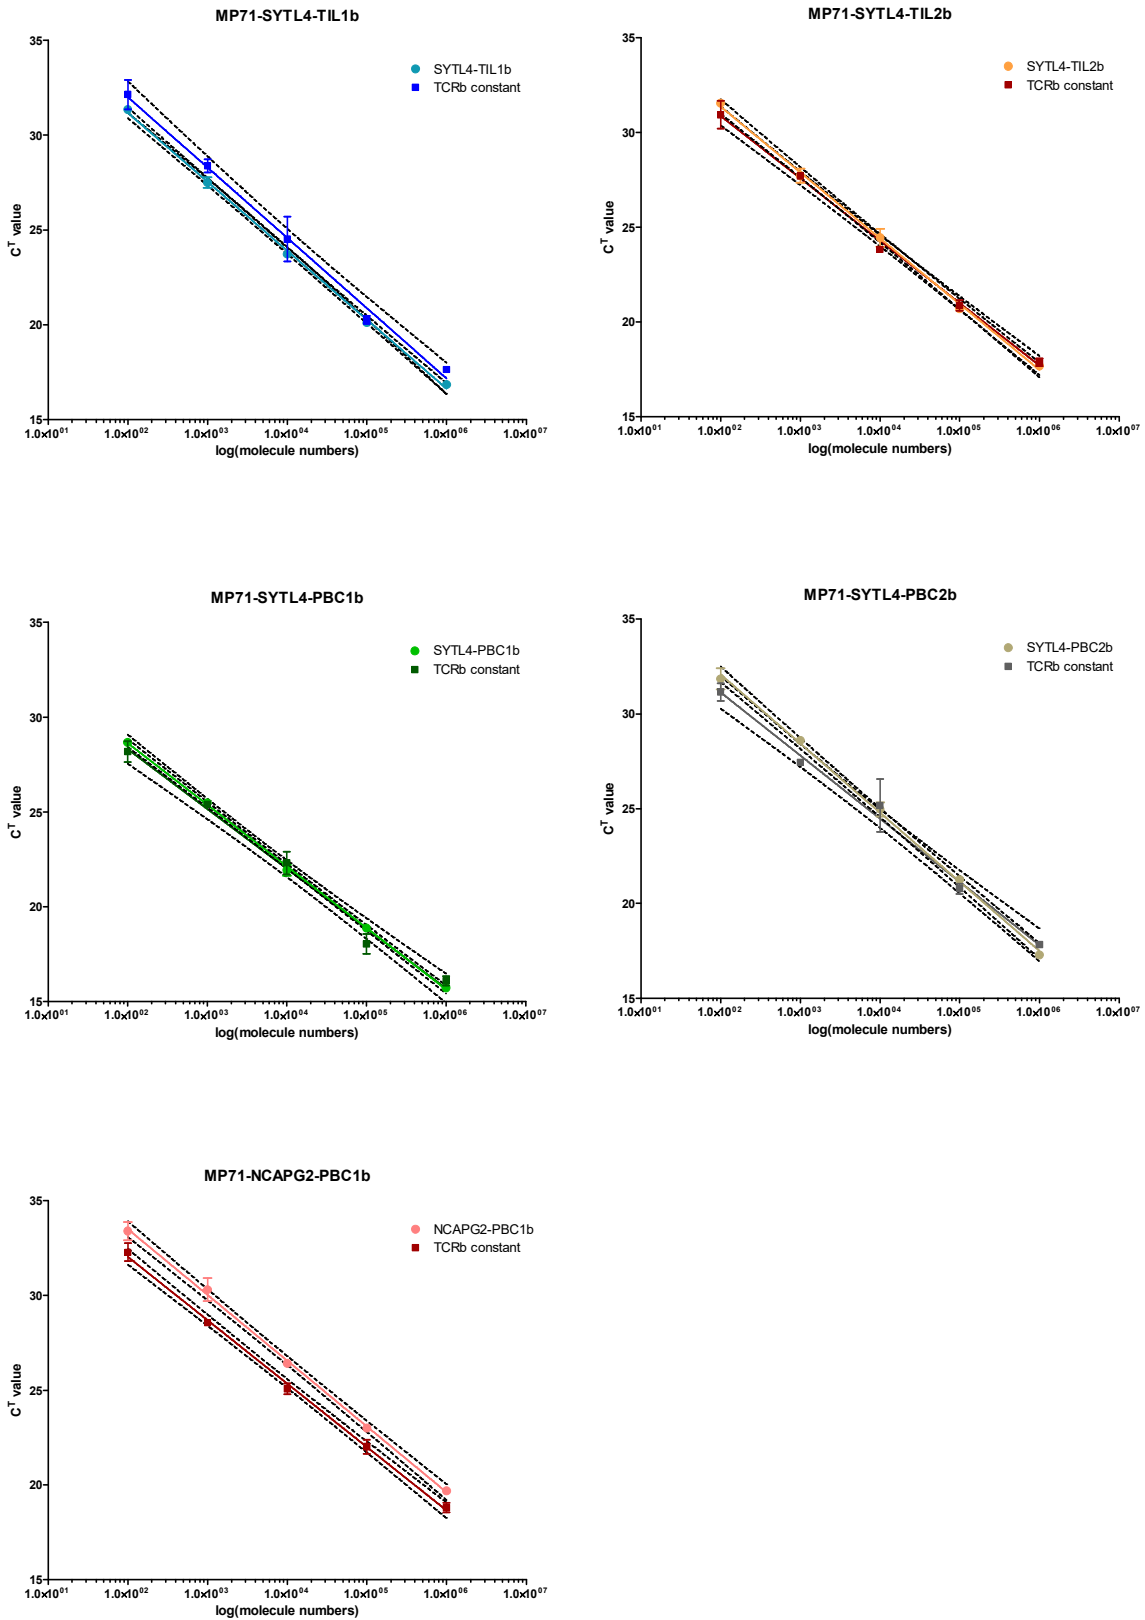 MP71-SYTL4-TIL1b
35
30
25
20
15
C^T value
SYTL4-TIL1b
TCRb constant
1.0x10^01 1.0x10^02 1.0x10^03 1.0x10^04 1.0x10^05 1.0x10^06 1.0x10^07
log(molecule numbers)
MP71-SYTL4-TIL2b
35
30
25
20
15
C^T value
SYTL4-TIL2b
TCRb constant
1.0x10^01 1.0x10^02 1.0x10^03 1.0x10^04 1.0x10^05 1.0x10^06 1.0x10^07
log(molecule numbers)
MP71-SYTL4-PBC1b
35
30
25
20
15
C^T value
SYTL4-PBC1b
TCRb constant
1.0x10^01 1.0x10^02 1.0x10^03 1.0x10^04 1.0x10^05 1.0x10^06 1.0x10^07
log(molecule numbers)
MP71-SYTL4-PBC2b
35
30
25
20
15
C^T value
SYTL4-PBC2b
TCRb constant
1.0x10^01 1.0x10^02 1.0x10^03 1.0x10^04 1.0x10^05 1.0x10^06 1.0x10^07
log(molecule numbers)
MP71-NCAPG2-PBC1b
35
30
25
20
15
C^T value
NCAPG2-PBC1b
TCRb constant
1.0x10^01 1.0x10^02 1.0x10^03 1.0x10^04 1.0x10^05 1.0x10^06 1.0x10^07
log(molecule numbers)